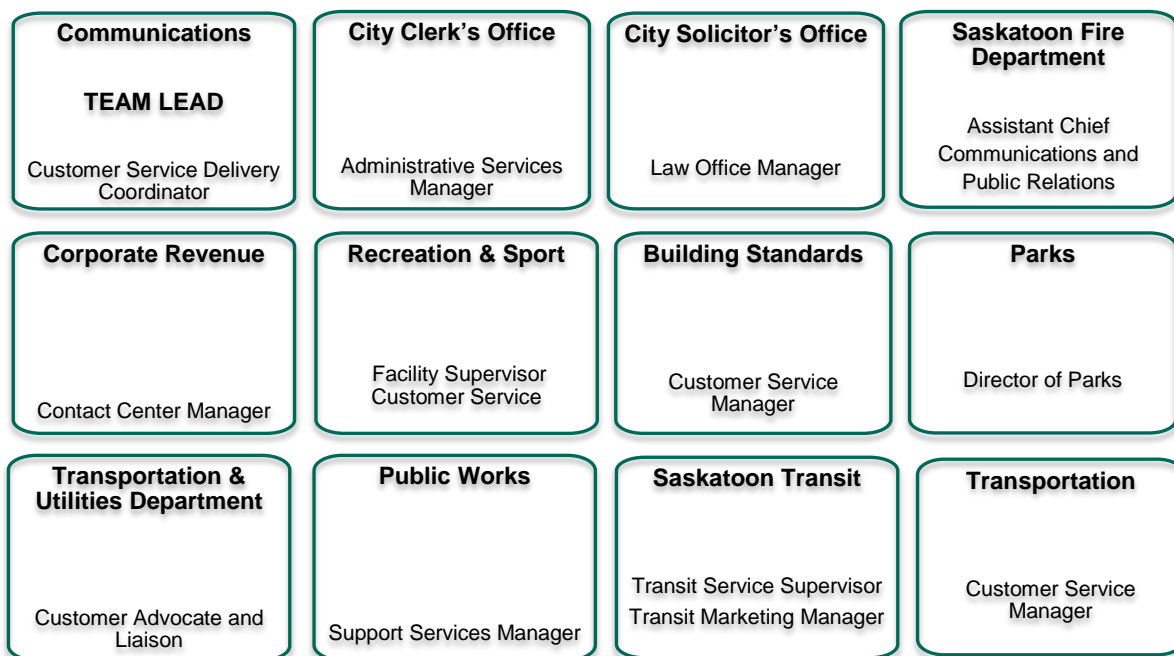 Communications
TEAM LEAD
Customer Service Delivery
Coordinator
City Clerk’s Office
Administrative Services
Manager
City Solicitor’s Office
Law Office Manager
Saskatoon Fire
Department
Assistant Chief
Communications and
Public Relations
Corporate Revenue
Contact Center Manager
Recreation & Sport
Facility Supervisor
Customer Service
Building Standards
Customer Service
Manager
Parks
Director of Parks
Transportation &
Utilities Department
Customer Advocate and
Liaison
Public Works
Support Services Manager
Saskatoon Transit
Transit Service Supervisor
Transit Marketing Manager
Transportation
Customer Service
Manager